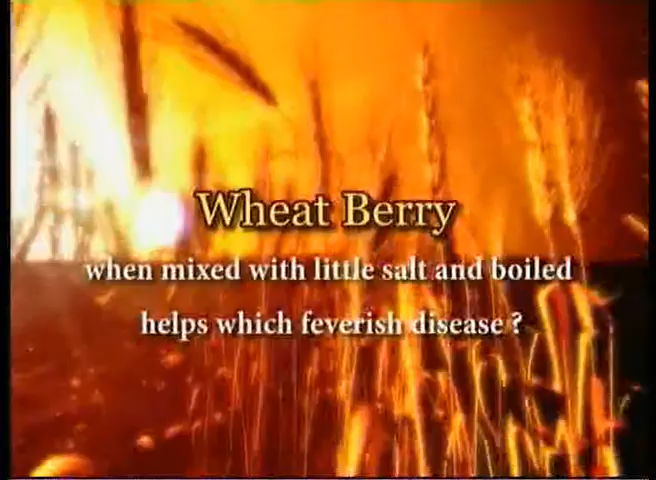 Wheat Berry
when mixed with little salt and boiled
helps which feverish disease ?